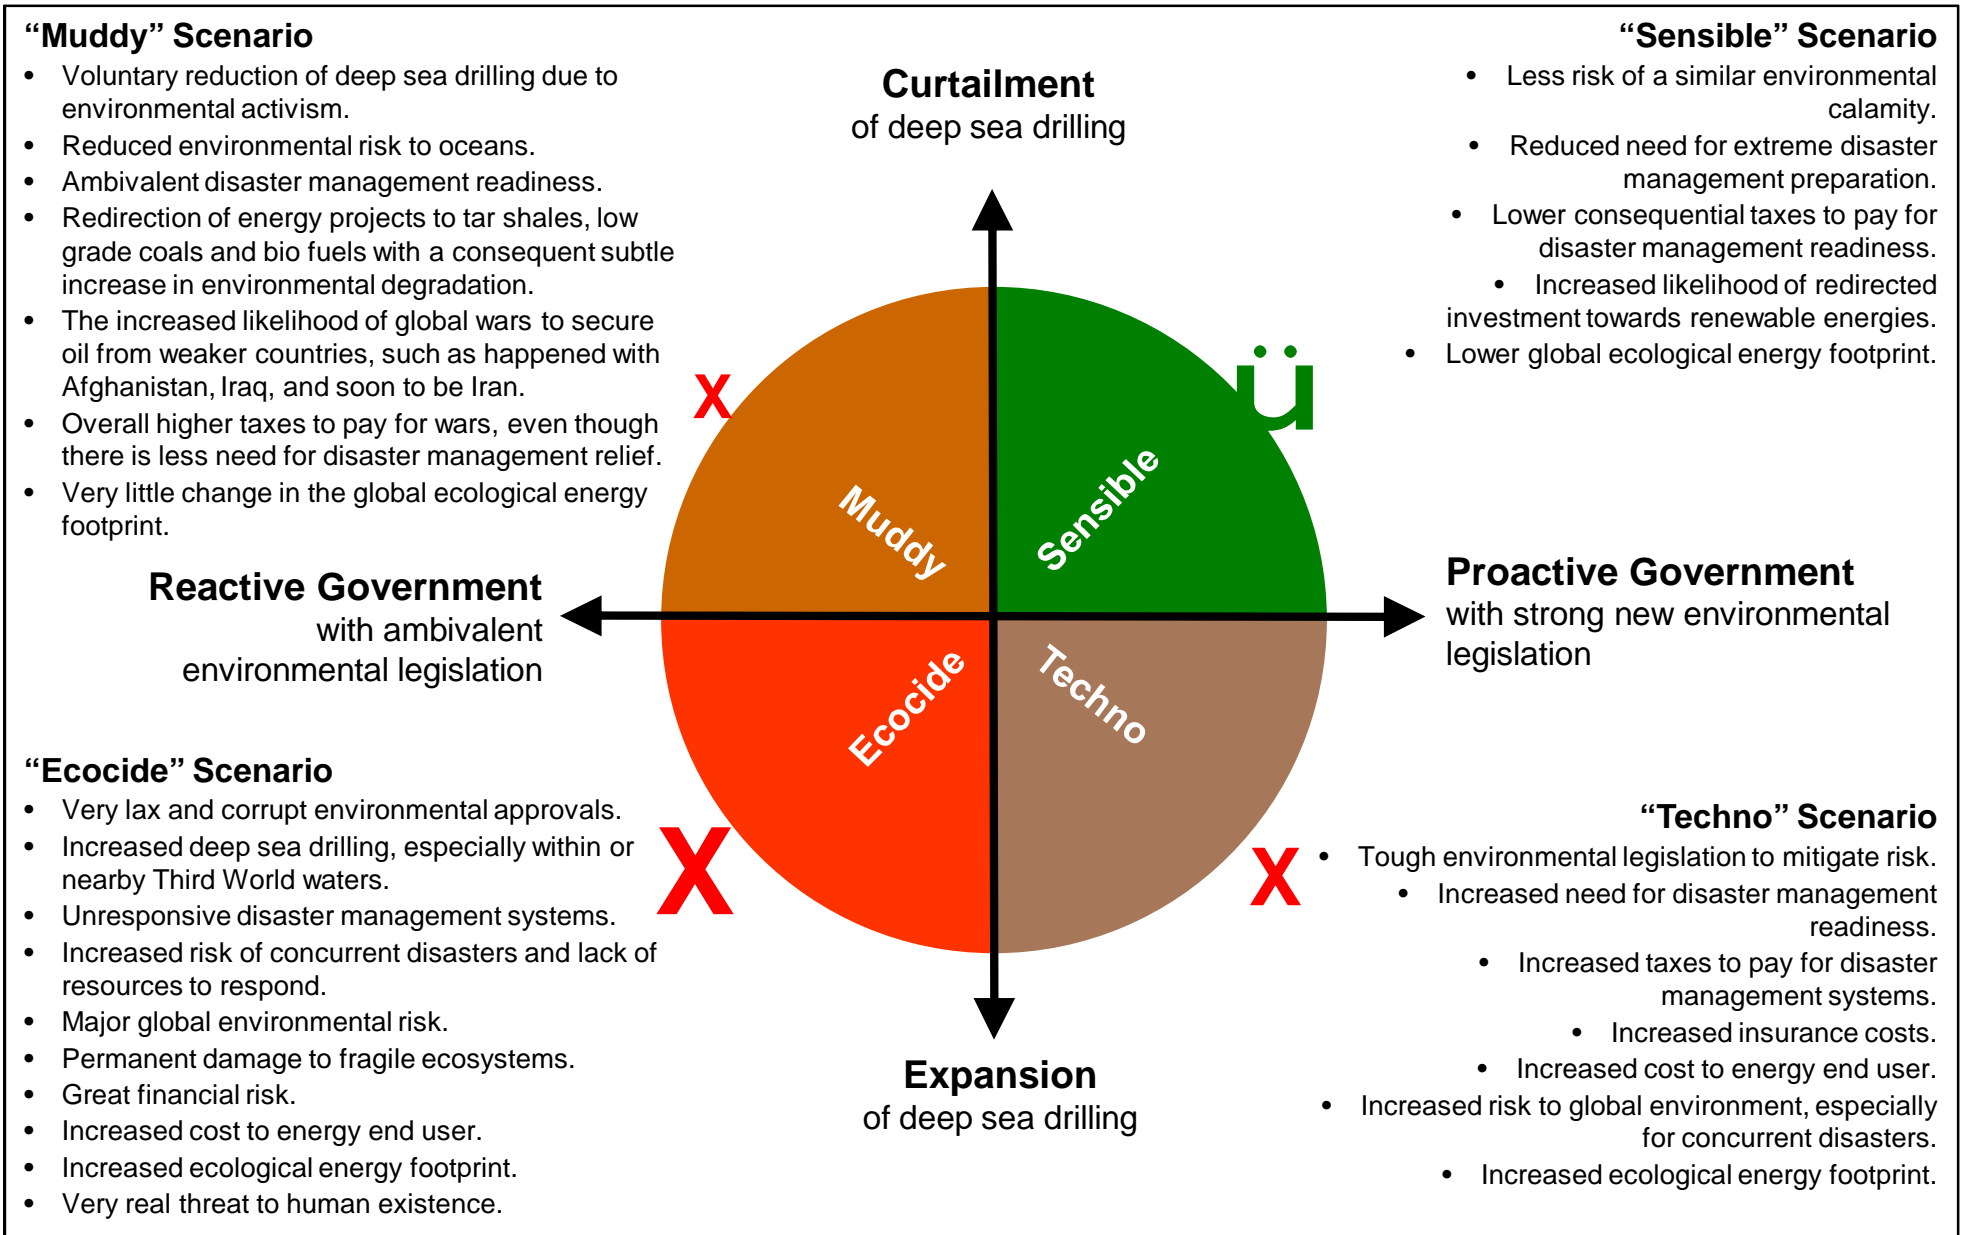 “Muddy” Scenario
• Voluntary reduction of deep sea drilling due to
environmental activism.
• Reduced environmental risk to oceans.
• Ambivalent disaster management readiness.
• Redirection of energy projects to tar shales, low
grade coals and bio fuels with a consequent subtle
increase in environmental degradation.
• The increased likelihood of global wars to secure
oil from weaker countries, such as happened with
Afghanistan, Iraq, and soon to be Iran.
• Overall higher taxes to pay for wars, even though
there is less need for disaster management relief.
• Very little change in the global ecological energy
footprint.
Curtailment
of deep sea drilling
“Sensible” Scenario
• Less risk of a similar environmental
calamity.
• Reduced need for extreme disaster
management preparation.
• Lower consequential taxes to pay for
disaster management readiness.
• Increased likelihood of redirected
investment towards renewable energies.
• Lower global ecological energy footprint.
X
ü
Muddy
Sensible
Reactive Government
with ambivalent
environmental legislation
Proactive Government
with strong new environmental
legislation
Ecocide
Techno
“Ecocide” Scenario
• Very lax and corrupt environmental approvals.
• Increased deep sea drilling, especially within or
nearby Third World waters.
• Unresponsive disaster management systems.
• Increased risk of concurrent disasters and lack of
resources to respond.
• Major global environmental risk.
• Permanent damage to fragile ecosystems.
• Great financial risk.
• Increased cost to energy end user.
• Increased ecological energy footprint.
• Very real threat to human existence.
X
X
Expansion
of deep sea drilling
“Techno” Scenario
• Tough environmental legislation to mitigate risk.
• Increased need for disaster management
readiness.
• Increased taxes to pay for disaster
management systems.
• Increased insurance costs.
• Increased cost to energy end user.
• Increased risk to global environment, especially
for concurrent disasters.
• Increased ecological energy footprint.